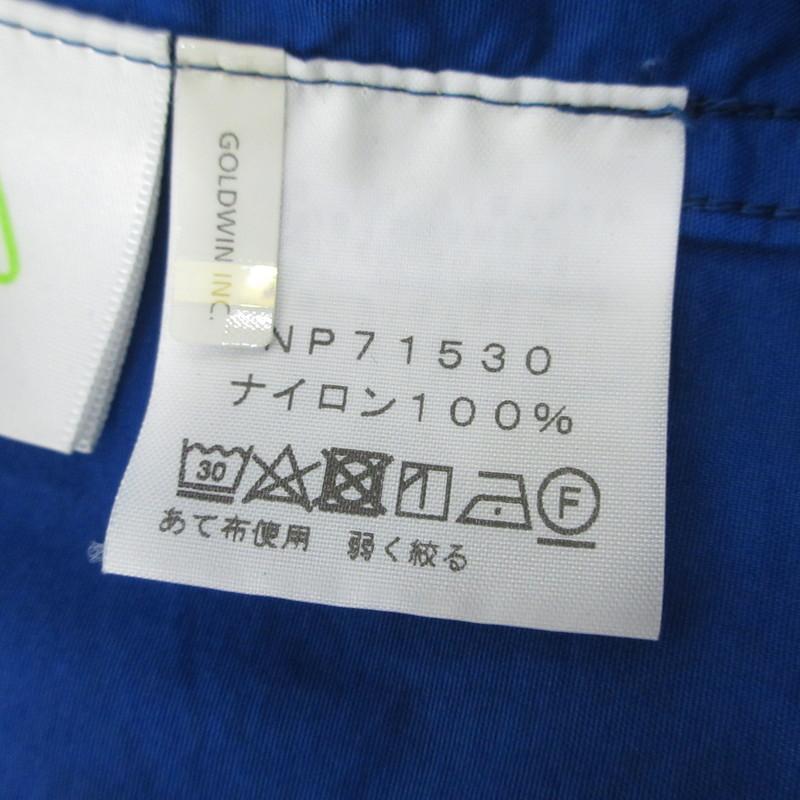 GOLDWIN INC.
NP71530
ナイロン100%
30
F
あて布使用 弱く絞る